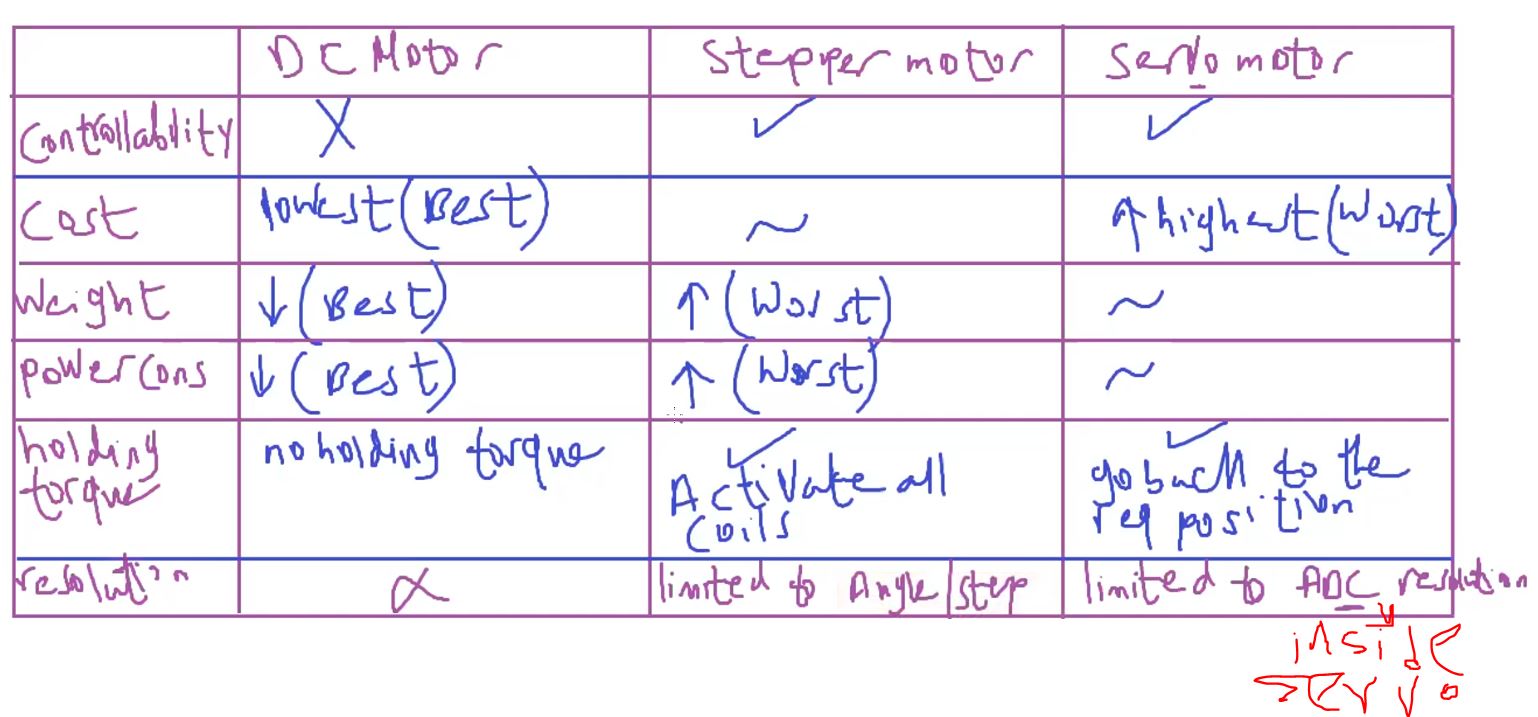 DC Motor Stepper motor Servo motor
Controllability X ✓ ✓
Cost lowest (Best) ~ ↑ highest (Worst)
Weight ↓ (Best) ↑ (Worst) ~
power cons ↓ (Best) ↑ (Worst) ~
holding torque no holding torque ✓ ✓
Activate all go back to the
coils req position
resolution ∝ limited to Angle/step limited to ADC resolution
inside
servo